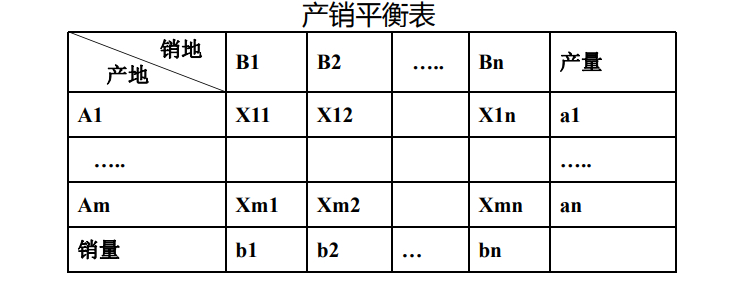 产销平衡表
销地
产地 B1 B2 ..... Bn 产量
A1 X11 X12 X1n a1
..... .....
Am Xm1 Xm2 Xmn an
销量 b1 b2 ... bn